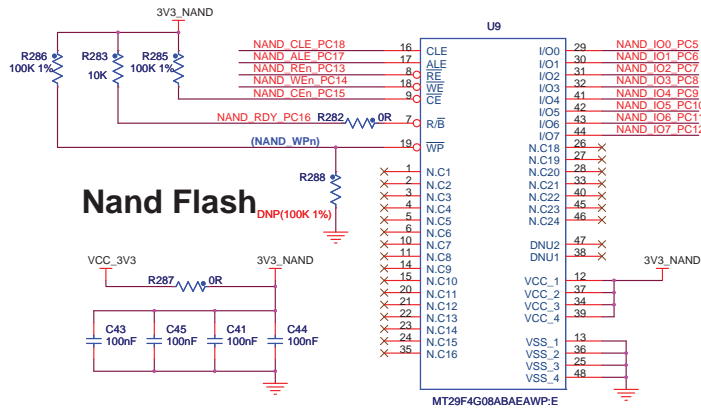 3V3_NAND
U9
R286
100K 1%
R283
10K
R285
100K 1%
NAND_CLE_PC18
NAND_ALE_PC17
NAND_REn_PC13
NAND_WEn_PC14
NAND_CEn_PC15
NAND_RDY_PC16
R282
0R
(NAND_WPn)
R288
DNP(100K 1%)
Nand Flash
16 CLE
17 ALE
8 RE
18 WE
9 CE
7 R/B
19 WP
1 N.C1
2 N.C2
3 N.C3
4 N.C4
5 N.C5
6 N.C6
10 N.C7
11 N.C8
14 N.C9
15 N.C10
20 N.C11
21 N.C12
22 N.C13
23 N.C14
24 N.C15
35 N.C16
I/O0 29 NAND_IO0_PC5
I/O1 30 NAND_IO1_PC6
I/O2 31 NAND_IO2_PC7
I/O3 32 NAND_IO3_PC8
I/O4 41 NAND_IO4_PC9
I/O5 42 NAND_IO5_PC10
I/O6 43 NAND_IO6_PC11
I/O7 44 NAND_IO7_PC12
N.C18 26
N.C19 27
N.C20 28
N.C21 33
N.C22 40
N.C23 45
N.C24 46
DNU2 47
DNU1 38
VCC_1 12
VCC_2 37
VCC_3 34
VCC_4 39
3V3_NAND
VSS_1 13
VSS_2 36
VSS_3 25
VSS_4 48
MT29F4G08ABAEAWP:E
VCC_3V3
R287
0R
3V3_NAND
C43
100nF
C45
100nF
C41
100nF
C44
100nF